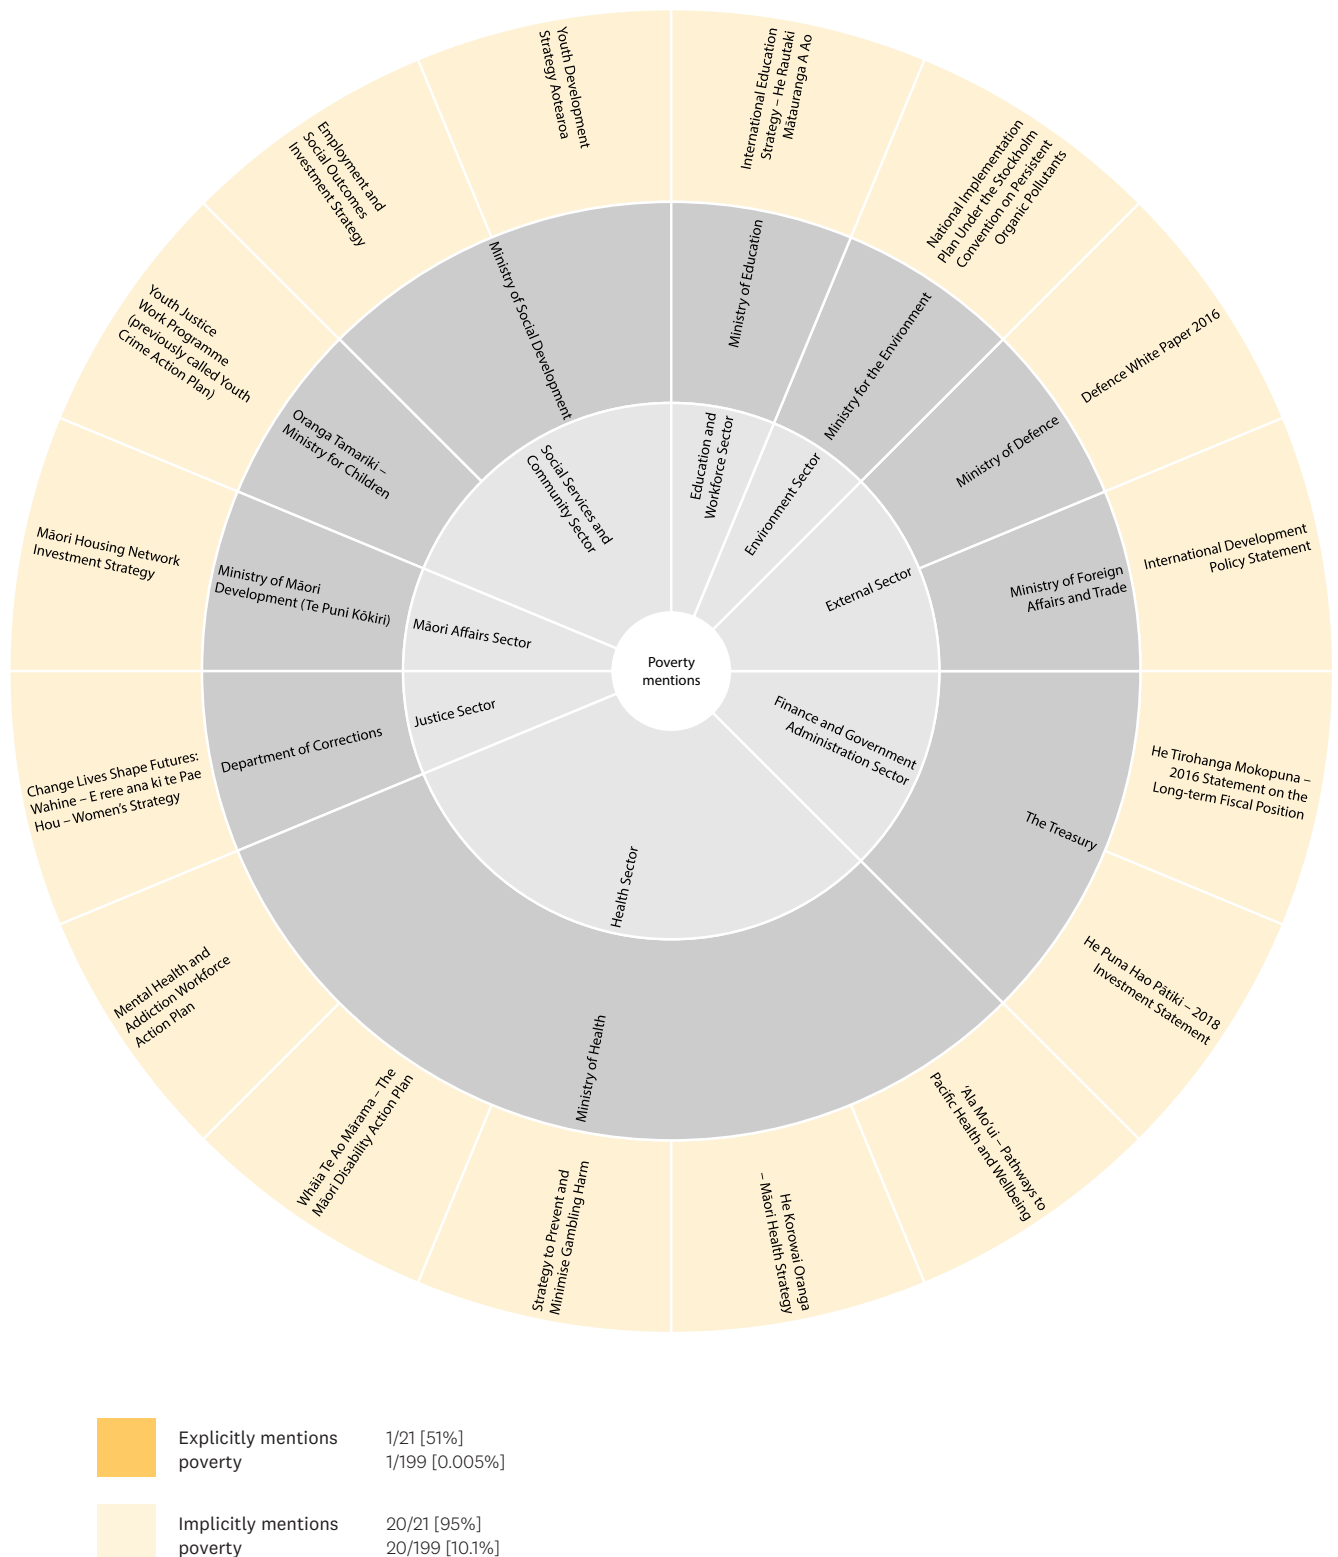 Poverty
mentions
Education and
Workforce Sector
Environment Sector
External Sector
Finance and Government
Administration Sector
Health Sector
Justice Sector
Māori Affairs Sector
Social Services and
Community Sector
Ministry of Education
Ministry for the Environment
Ministry of Defence
Ministry of Foreign
Affairs and Trade
The Treasury
Ministry of Health
Department of Corrections
Ministry of Māori
Development (Te Puni Kōkiri)
Oranga Tamariki –
Ministry for Children
Ministry of Social Development
International Education
Strategy – He Rautaki
Mātauranga A Ao
National Implementation
Plan Under the Stockholm
Convention on Persistent
Organic Pollutants
Defence White Paper 2016
International Development
Policy Statement
He Tirohanga Mokopuna –
2016 Statement on the
Long-term Fiscal Position
He Puna Hao Pātiki – 2018
Investment Statement
‘Ala Mo‘ui – Pathways to
Pacific Health and Wellbeing
He Korowai Oranga
– Māori Health Strategy
Strategy to Prevent and
Minimise Gambling Harm
Whāia Te Ao Mārama – The
Māori Disability Action Plan
Mental Health and
Addiction Workforce
Action Plan
Change Lives Shape Futures:
Wahine – E rere ana ki te Pae
Hou – Women’s Strategy
Māori Housing Network
Investment Strategy
Youth Justice
Work Programme
(previously called Youth
Crime Action Plan)
Employment and
Social Outcomes
Investment Strategy
Youth Development
Strategy Aotearoa
Explicitly mentions 1/21 [51%]
poverty 1/199 [0.005%]
Implicitly mentions 20/21 [95%]
poverty 20/199 [10.1%]